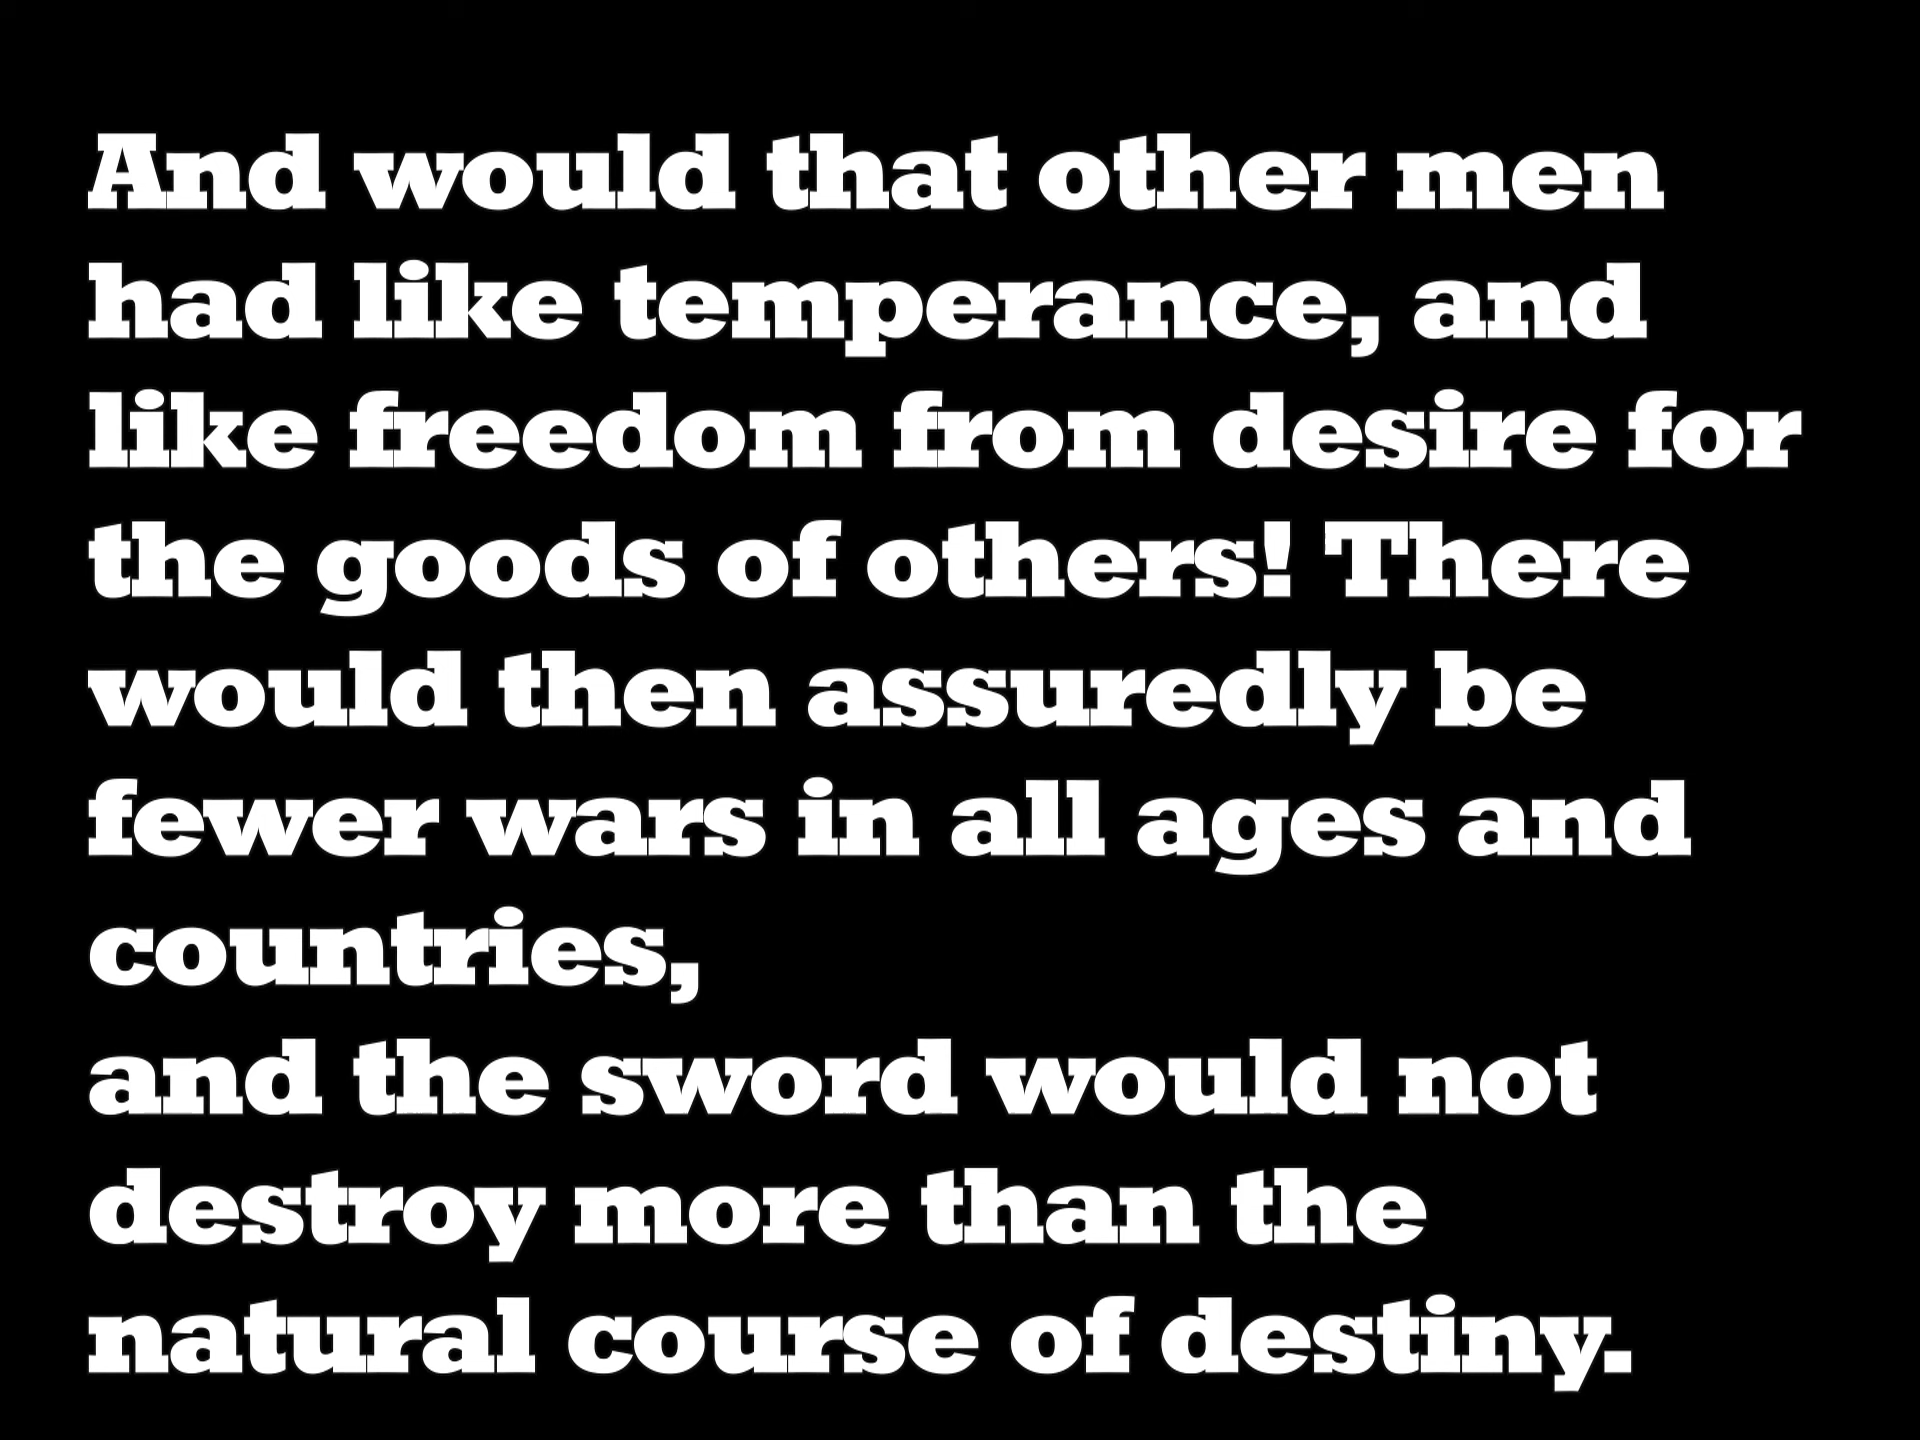 And would that other men
had like temperance, and
like freedom from desire for
the goods of others! There
would then assuredly be
fewer wars in all ages and
countries,
and the sword would not
destroy more than the
natural course of destiny.